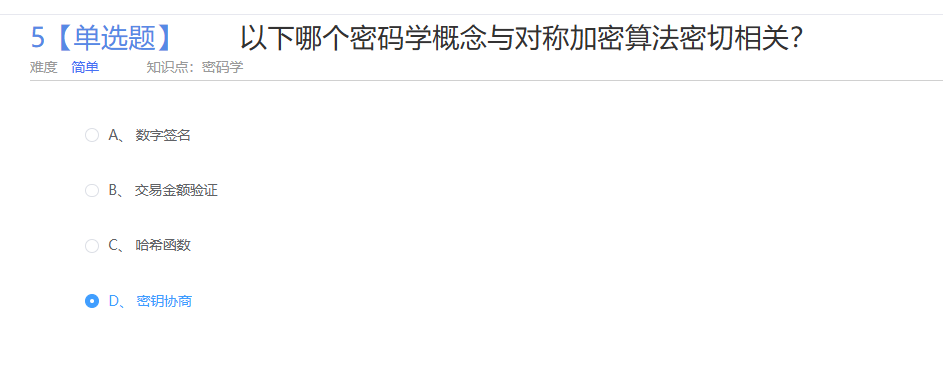 5【单选题】 以下哪个密码学概念与对称加密算法密切相关?
难度 简单 知识点: 密码学
A、 数字签名
B、 交易金额验证
C、 哈希函数
D、 密钥协商